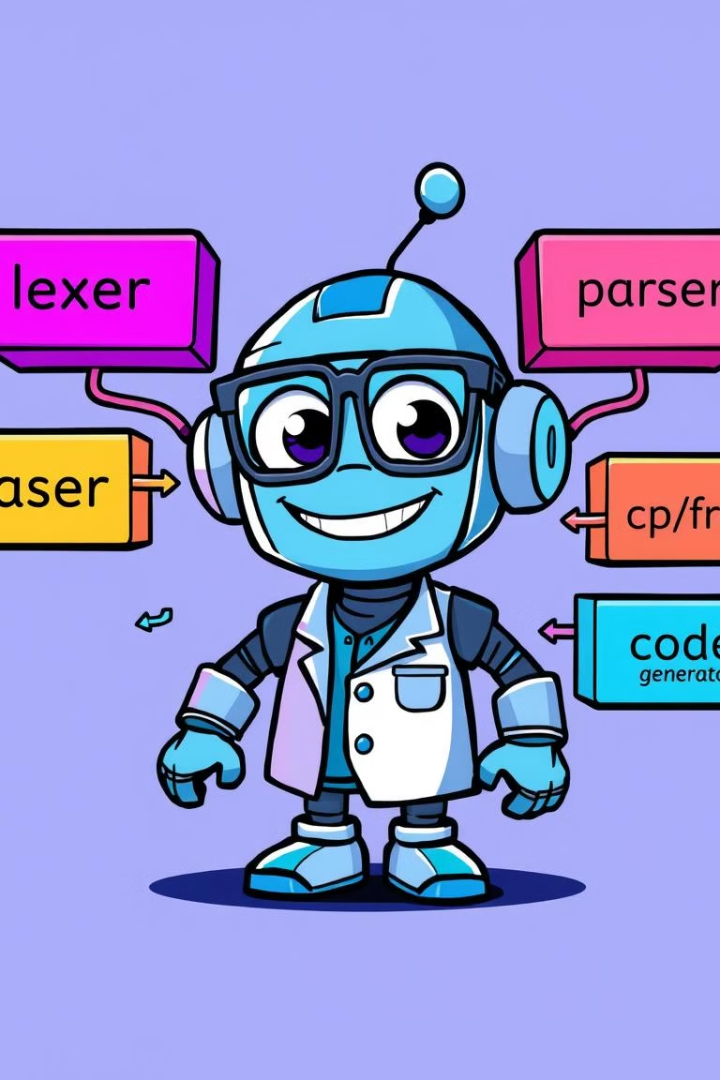 lexer
parser
aser
cp/fr
code
generato